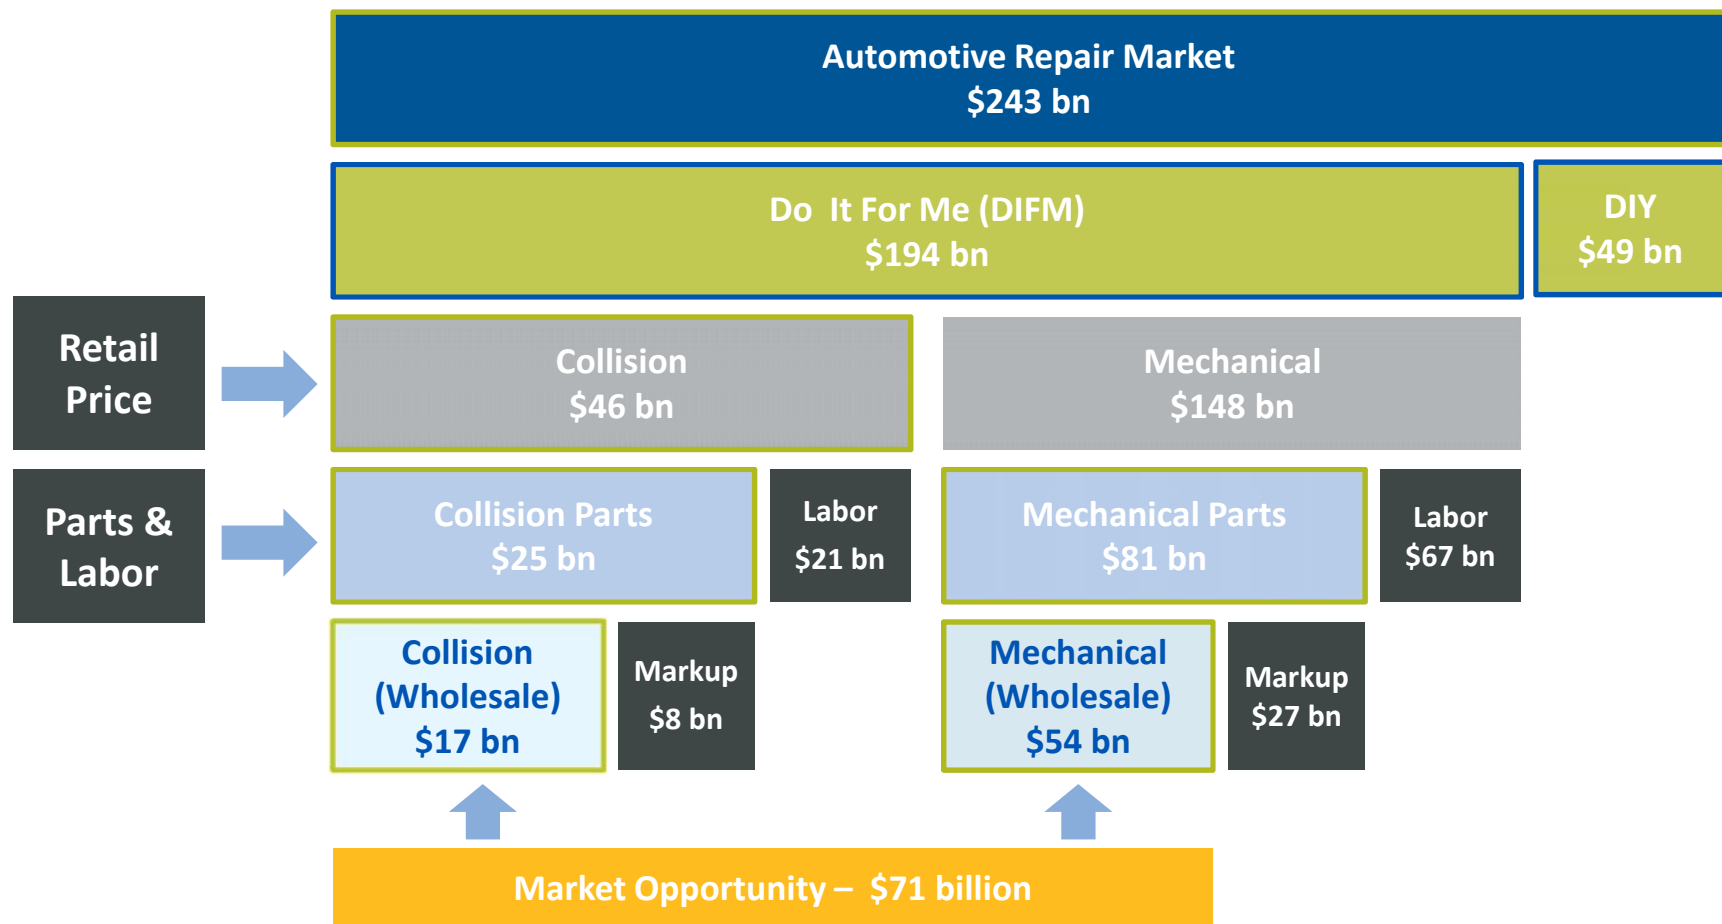 Automotive Repair Market
$243 bn
Do It For Me (DIFM)
$194 bn
DIY
$49 bn
Retail
Price
Collision
$46 bn
Mechanical
$148 bn
Parts &
Labor
Collision Parts
$25 bn
Labor
$21 bn
Mechanical Parts
$81 bn
Labor
$67 bn
Collision
(Wholesale)
$17 bn
Markup
$8 bn
Mechanical
(Wholesale)
$54 bn
Markup
$27 bn
Market Opportunity – $71 billion